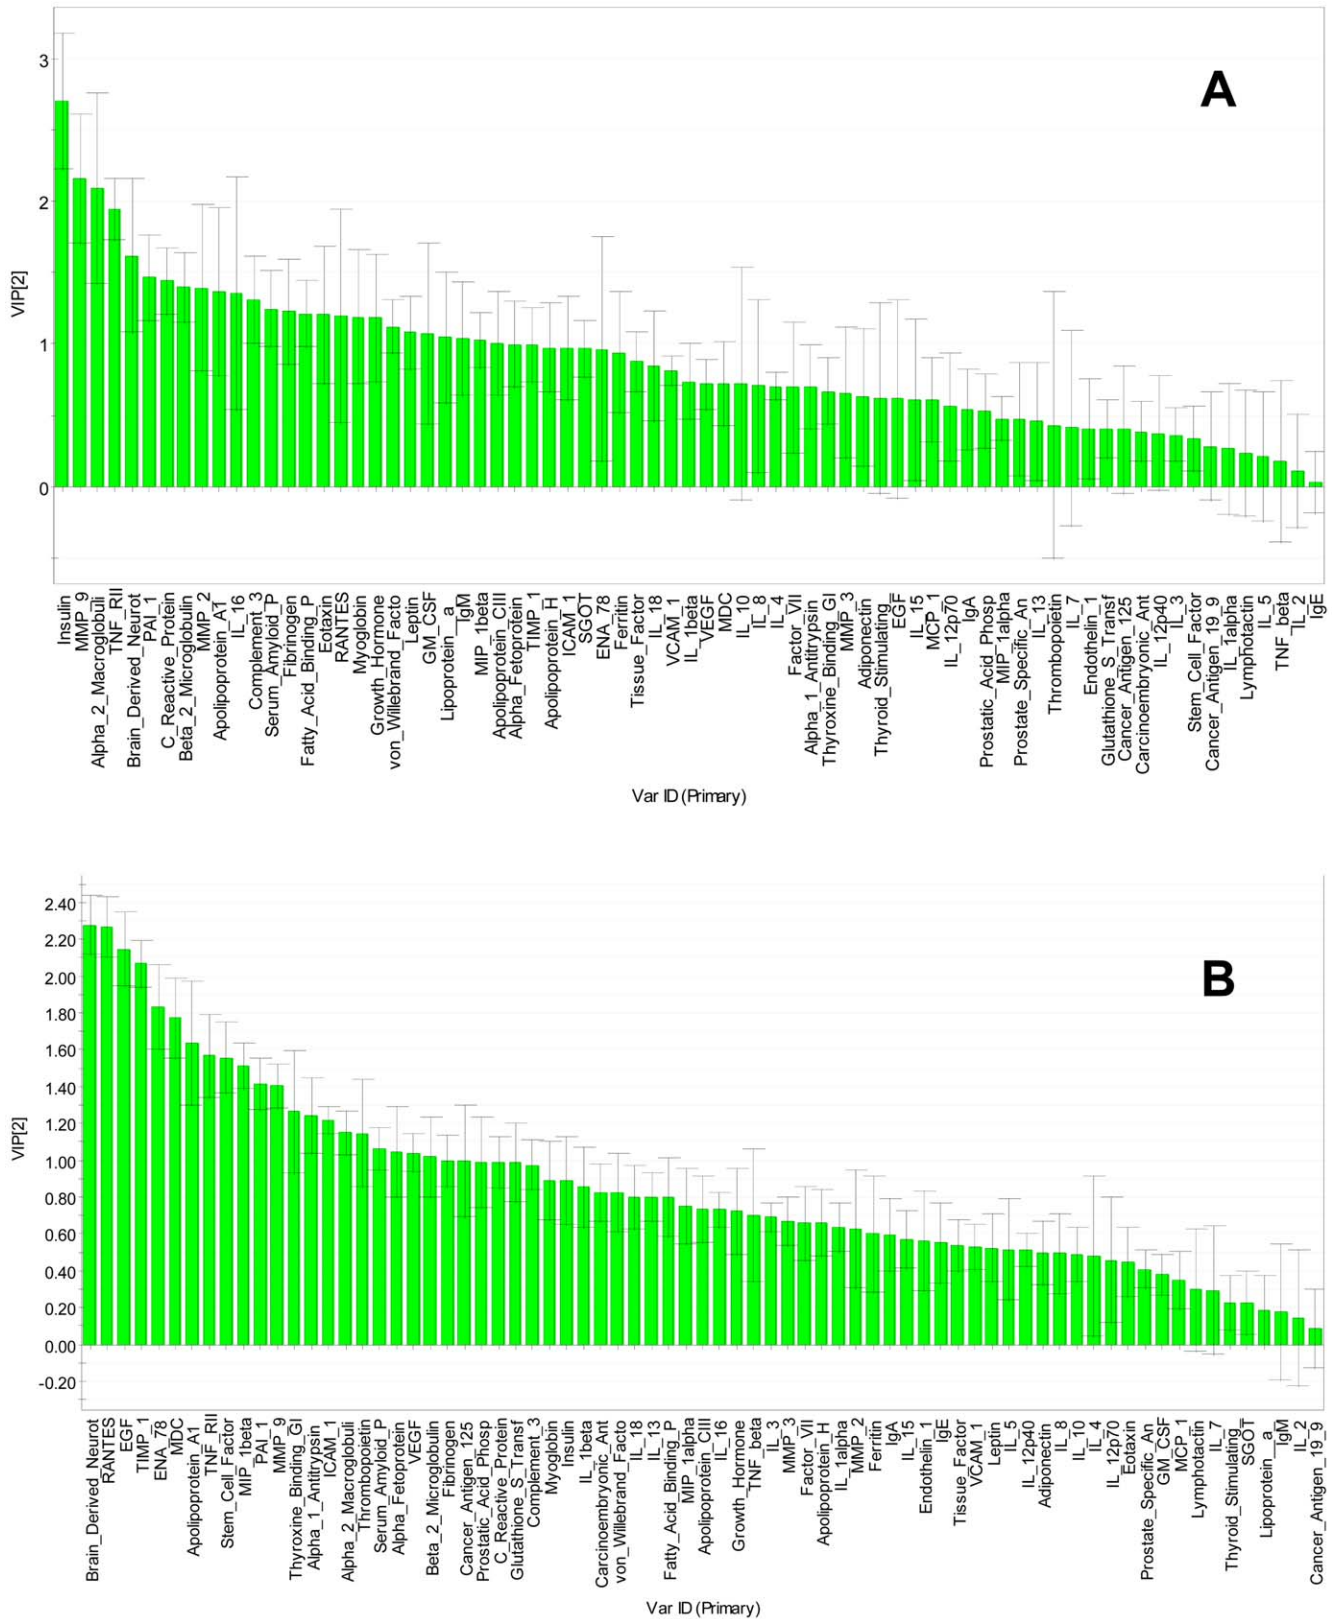 A
3
2
1
0
VIP[2]
Insulin
MMP_9
Alpha_2_Macroglobuli
TNF_RII
Brain_Derived_Neurot
PAI_1
C_Reactive_Protein
Beta_2_Microglobulin
MMP_2
Apolipoprotein_A1
IL_16
Complement_3
Serum_Amyloid_P
Fibrinogen
Fatty_Acid_Binding_P
Eotaxin
RANTES
Myoglobin
Growth_Hormone
von_Willebrand_Facto
Leptin
GM_CSF
Lipoprotein_a_
IgM
MIP_1beta
Apolipoprotein_CIII
Alpha_Fetoprotein
TIMP_1
Apolipoprotein_H
ICAM_1
SGOT
ENA_78
Ferritin
Tissue_Factor
IL_18
VCAM_1
IL_1beta
VEGF
MDC
IL_10
IL_8
IL_4
Factor_VII
Alpha_1_Antitrypsin
Thyroxine_Binding_Gl
MMP_3
Adiponectin
Thyroid_Stimulating_
EGF
IL_15
MCP_1
IL_12p70
IgA
Prostatic_Acid_Phosp
MIP_1alpha
Prostate_Specific_An
IL_13
Thrombopoietin
IL_7
Endothelin_1
Glutathione_S_Transf
Cancer_Antigen_125
Carcinoembryonic_Ant
IL_12p40
IL_3
Stem_Cell_Factor
Cancer_Antigen_19_9
IL_1alpha
Lymphotactin
IL_5
TNF_beta
IL_2
IgE
Var ID (Primary)
B
2.40
2.20
2.00
1.80
1.60
1.40
1.20
1.00
0.80
0.60
0.40
0.20
0.00
-0.20
VIP[2]
Brain_Derived_Neurot
RANTES
EGF
TIMP_1
ENA_78
MDC
Apolipoprotein_A1
TNF_RII
Stem_Cell_Factor
MIP_1beta
PAI_1
MMP_9
Thyroxine_Binding_Gl
Alpha_1_Antitrypsin
ICAM_1
Alpha_2_Macroglobuli
Thrombopoietin
Serum_Amyloid_P
Alpha_Fetoprotein
VEGF
Beta_2_Microglobulin
Fibrinogen
Cancer_Antigen_125
Prostatic_Acid_Phosp
C_Reactive_Protein
Glutathione_S_Transf
Complement_3
Myoglobin
Insulin
IL_1beta
Carcinoembryonic_Ant
von_Willebrand_Facto
IL_18
IL_13
Fatty_Acid_Binding_P
MIP_1alpha
Apolipoprotein_CIII
IL_16
Growth_Hormone
TNF_beta
IL_3
MMP_3
Factor_VII
Apolipoprotein_H
IL_1alpha
MMP_2
Ferritin
IgA
IL_15
Endothelin_1
IgE
Tissue_Factor
VCAM_1
Leptin
IL_5
IL_12p40
Adiponectin
IL_8
IL_10
IL_4
IL_12p70
Eotaxin
Prostate_Specific_An
GM_CSF
MCP_1
Lymphotactin
IL_7
Thyroid_Stimulating_
SGOT
Lipoprotein_a_
IgM
IL_2
Cancer_Antigen_19_9
Var ID (Primary)